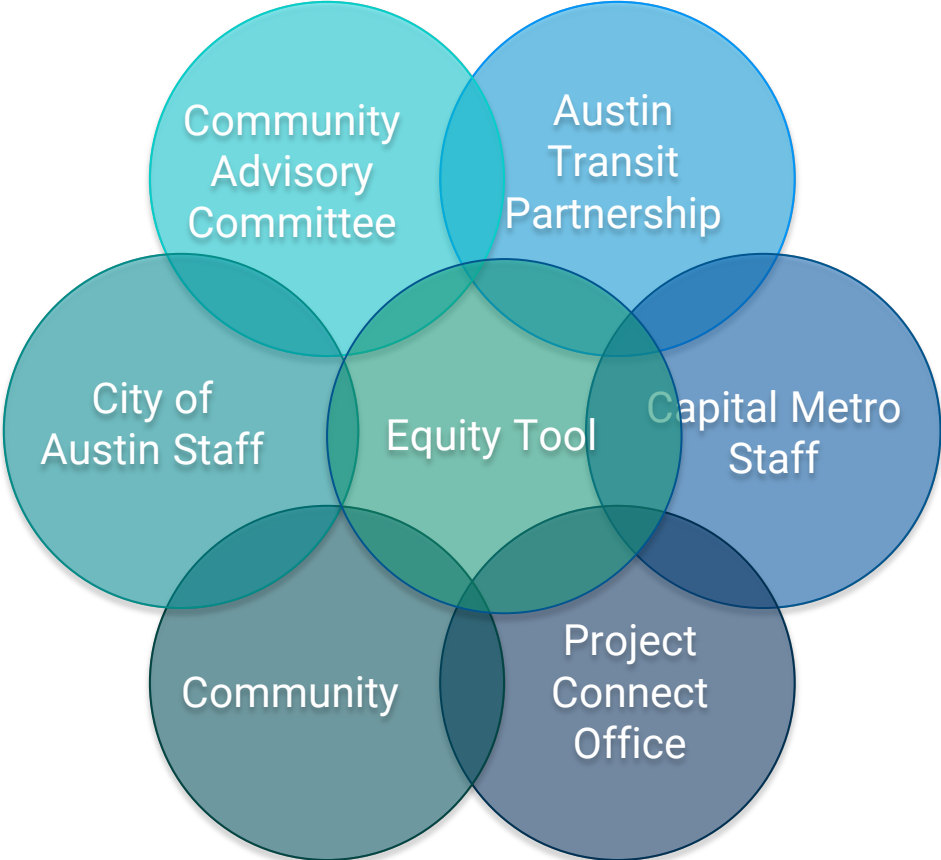 Community
Advisory
Committee
Austin
Transit
Partnership
City of
Austin Staff
Equity Tool
Capital Metro
Staff
Community
Project
Connect
Office